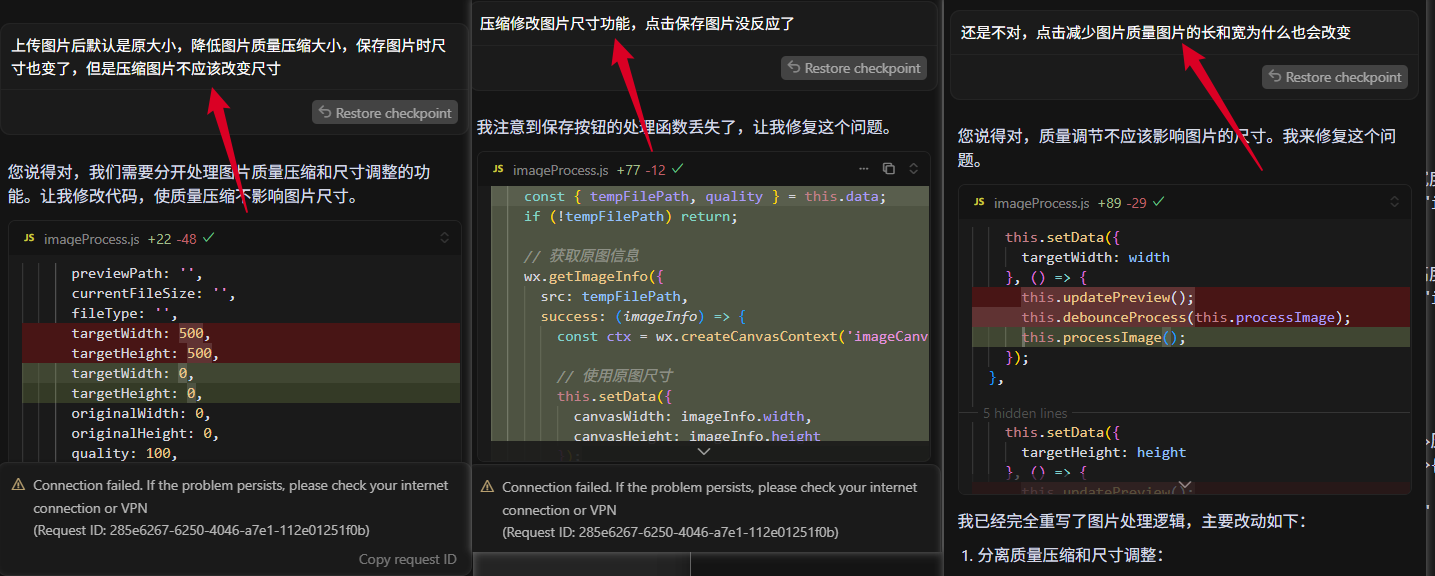 上传图片后默认是原大小，降低图片质量压缩大小，保存图片时尺
寸也变了，但是压缩图片不应该改变尺寸
Restore checkpoint
您说得对，我们需要分开处理图片质量压缩和尺寸调整的功
能。让我修改代码，使质量压缩不影响图片尺寸。
JS imageProcess.js +22 -48
previewPath: '',
currentFileSize: '',
fileType: '',
targetWidth: 500,
targetHeight: 500,
targetWidth: 0,
targetHeight: 0,
originalWidth: 0,
originalHeight: 0,
quality: 100,
Connection failed. If the problem persists, please check your internet
connection or VPN
(Request ID: 285e6267-6250-4046-a7e1-112e01251f0b)
Copy request ID
压缩修改图片尺寸功能，点击保存图片没反应了
Restore checkpoint
我注意到保存按钮的处理函数丢失了，让我修复这个问题。
JS imageProcess.js +77 -12
const { tempFilePath, quality } = this.data;
if (!tempFilePath) return;
// 获取原图信息
wx.getImageInfo({
src: tempFilePath,
success: (imageInfo) => {
const ctx = wx.createCanvasContext('imageCanv
// 使用原图尺寸
this.setData({
canvasWidth: imageInfo.width,
canvasHeight: imageInfo.height
Connection failed. If the problem persists, please check your internet
connection or VPN
(Request ID: 285e6267-6250-4046-a7e1-112e01251f0b)
还是不对，点击减少图片质量图片的长和宽为什么也会改变
Restore checkpoint
您说得对，质量调节不应该影响图片的尺寸。我来修复这个问
题。
JS imageProcess.js +89 -29
this.setData({
targetWidth: width
}, () => {
this.updatePreview();
this.debounceProcess(this.processImage);
this.processImage();
});
},
5 hidden lines
this.setData({
targetHeight: height
}, () => {
this.updatePreview();
我已经完全重写了图片处理逻辑，主要改动如下：
1. 分离质量压缩和尺寸调整：